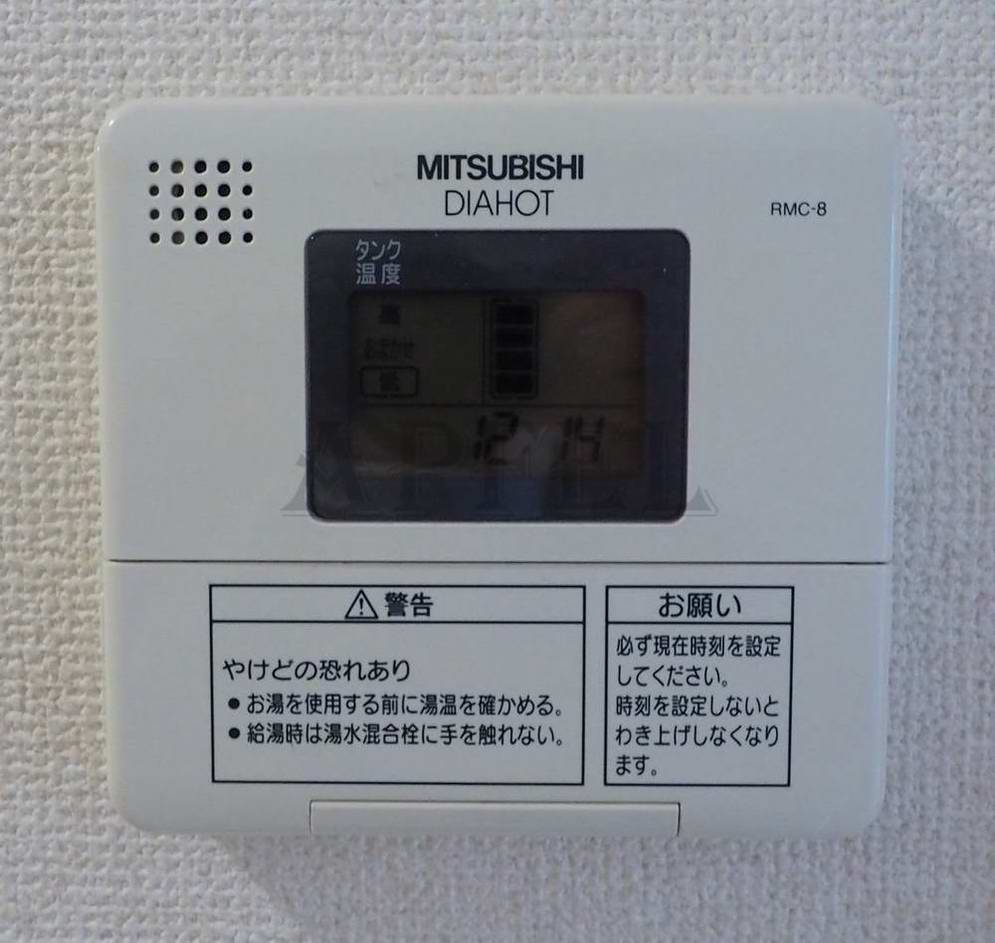 MITSUBISHI
DIAHOT
RMC-8
タンク
温度
おまかせ
低
12 14
⚠警告
やけどの恐れあり
●お湯を使用する前に湯温を確かめる。
●給湯時は湯水混合栓に手を触れない。
お願い
必ず現在時刻を設定
してください。
時刻を設定しないと
わき上げしなくなり
ます。